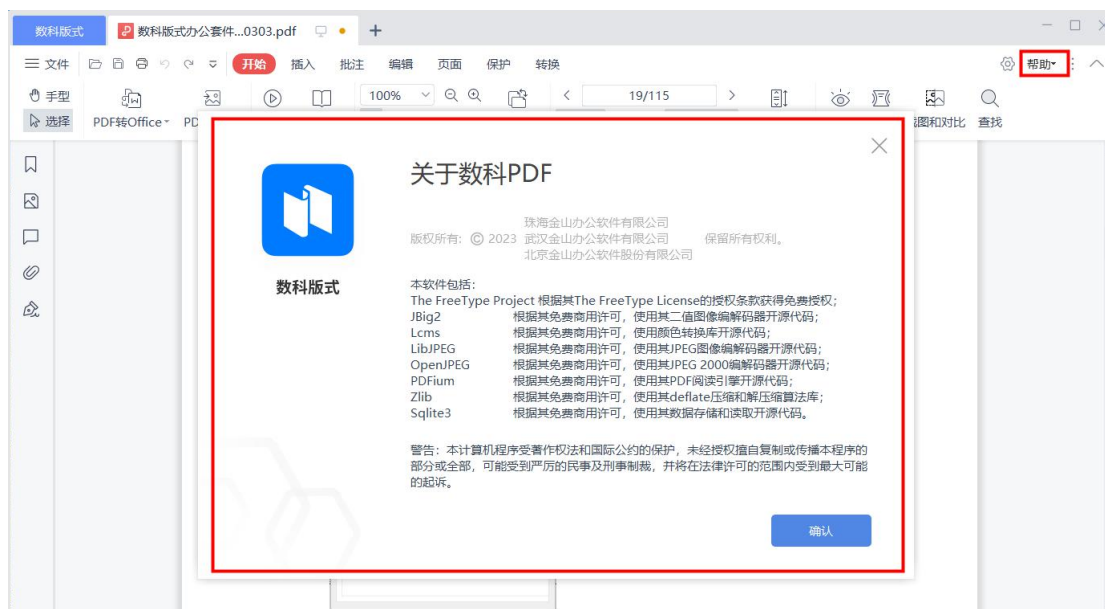 数科版式
数科版式办公套件...0303.pdf
文件
开始
插入
批注
编辑
页面
保护
转换
帮助
手型
100%
19/115
选择
PDF转Office
图和对比
查找
关于数科PDF
珠海金山办公软件有限公司
版权所有: © 2023 武汉金山办公软件有限公司 保留所有权利。
北京金山办公软件股份有限公司
数科版式
本软件包括:
The FreeType Project 根据其The FreeType License的授权条款获得免费授权;
JBig2 根据其免费商用许可, 使用其二值图像编解码器开源代码;
Lcms 根据其免费商用许可, 使用颜色转换库开源代码;
LibJPEG 根据其免费商用许可, 使用其JPEG图像编解码器开源代码;
OpenJPEG 根据其免费商用许可, 使用其JPEG 2000编解码器开源代码;
PDFium 根据其免费商用许可, 使用其PDF阅读引擎开源代码;
Zlib 根据其免费商用许可, 使用其deflate压缩和解压缩算法库;
Sqlite3 根据其免费商用许可, 使用其数据存储和读取开源代码。
警告: 本计算机程序受著作权法和国际公约的保护, 未经授权擅自复制或传播本程序的
部分或全部, 可能受到严厉的民事及刑事制裁, 并将在法律许可的范围内受到最大可能
的起诉。
确认